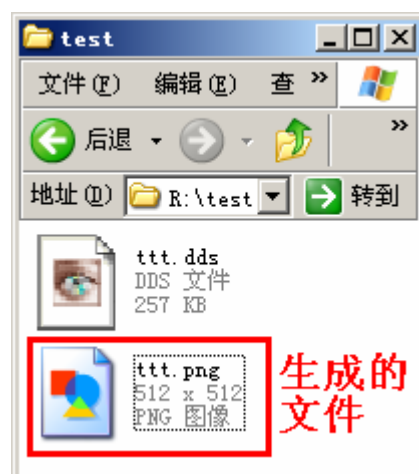 test
文件(F) 编辑(E) 查 »
后退 »
地址(D) R:\test 转到
ttt.dds
DDS 文件
257 KB
ttt.png
512 x 512
PNG 图像
生成的
文件